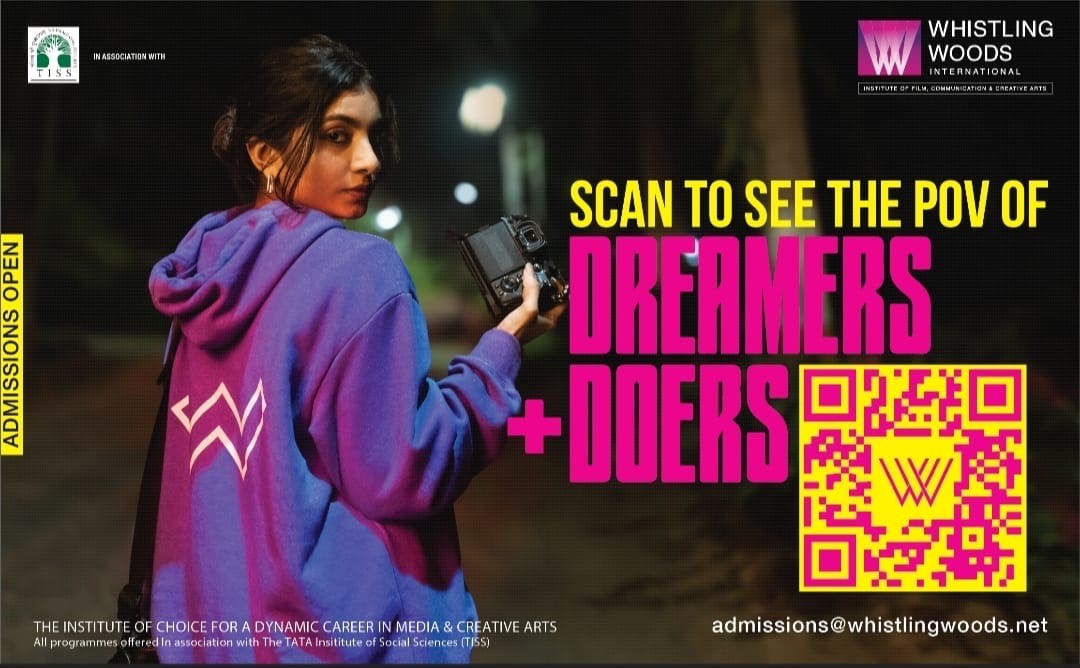 TISS
IN ASSOCIATION WITH
WHISTLING
WOODS
INTERNATIONAL
INSTITUTE OF FILM, COMMUNICATION & CREATIVE ARTS
ADMISSIONS OPEN
SCAN TO SEE THE POV OF
DREAMERS
+DOERS
THE INSTITUTE OF CHOICE FOR A DYNAMIC CAREER IN MEDIA & CREATIVE ARTS
All programmes offered In association with The TATA Insititute of Social Sciences (TISS)
admissions@whistlingwoods.net